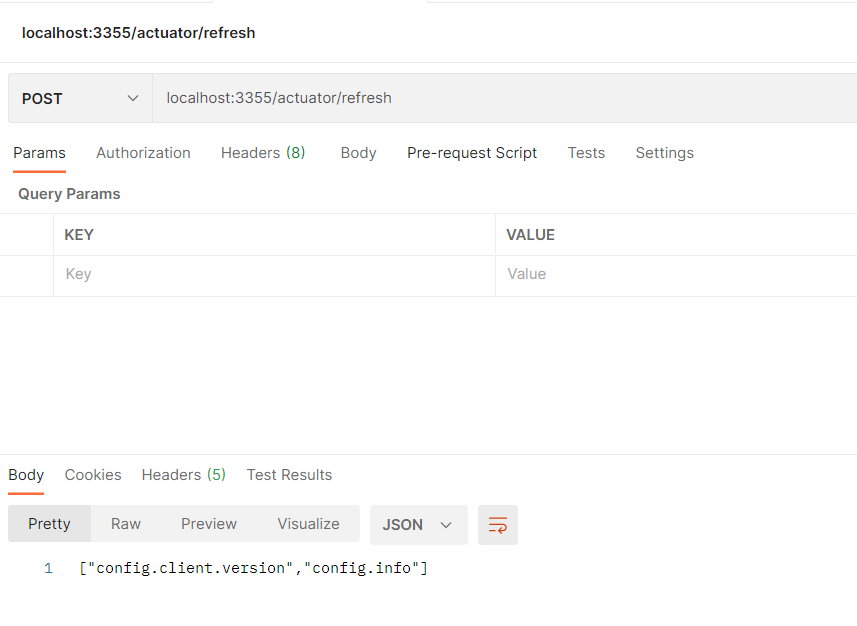 localhost:3355/actuator/refresh
POST localhost:3355/actuator/refresh
Params Authorization Headers (8) Body Pre-request Script Tests Settings
Query Params
KEY VALUE
Key Value
Body Cookies Headers (5) Test Results
Pretty Raw Preview Visualize JSON
1 ["config.client.version","config.info"]